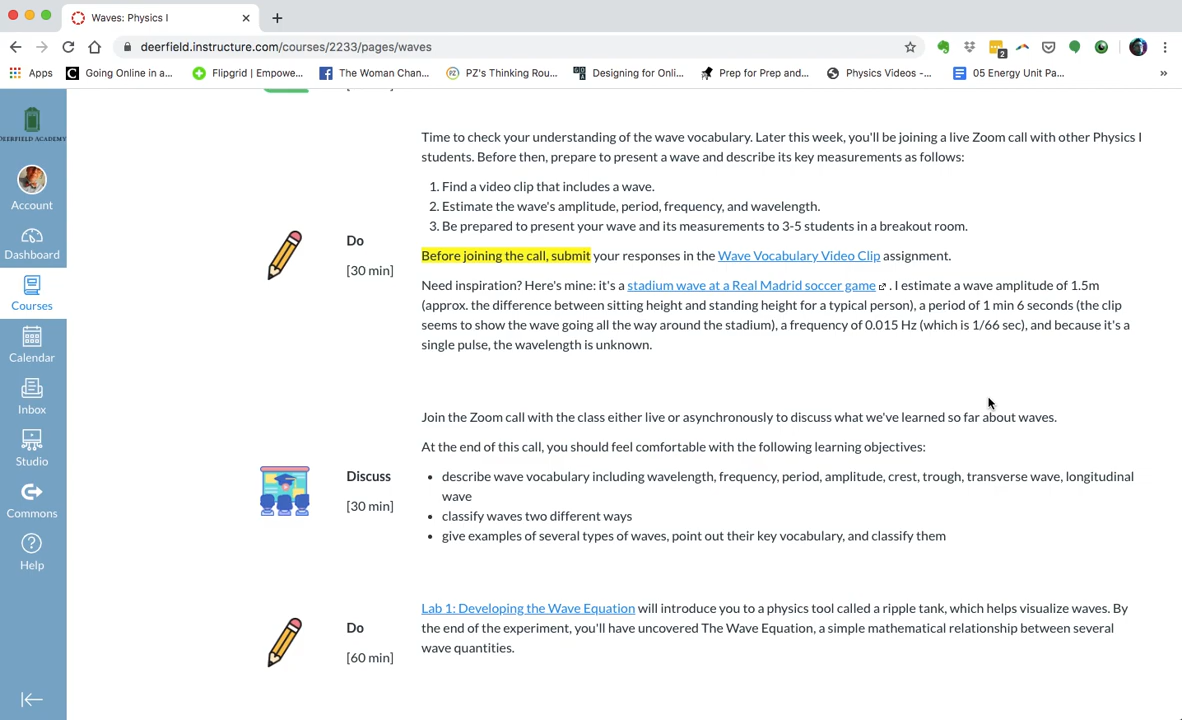 Waves: Physics I
deerfield.instructure.com/courses/2233/pages/waves
2
Apps
Going Online in a...
Flipgrid | Empowe...
The Woman Chan...
PZ's Thinking Rou...
Designing for Onli...
Prep for Prep and...
Physics Videos -...
05 Energy Unit Pa...
»
DEERFIELD ACADEMY
Account
Dashboard
Courses
Calendar
Inbox
Studio
Commons
Help
Time to check your understanding of the wave vocabulary. Later this week, you'll be joining a live Zoom call with other Physics I
students. Before then, prepare to present a wave and describe its key measurements as follows:
1. Find a video clip that includes a wave.
2. Estimate the wave's amplitude, period, frequency, and wavelength.
3. Be prepared to present your wave and its measurements to 3-5 students in a breakout room.
Do
[30 min]
Before joining the call, submit your responses in the Wave Vocabulary Video Clip assignment.
Need inspiration? Here's mine: it's a stadium wave at a Real Madrid soccer game . I estimate a wave amplitude of 1.5m
(approx. the difference between sitting height and standing height for a typical person), a period of 1 min 6 seconds (the clip
seems to show the wave going all the way around the stadium), a frequency of 0.015 Hz (which is 1/66 sec), and because it's a
single pulse, the wavelength is unknown.
Join the Zoom call with the class either live or asynchronously to discuss what we've learned so far about waves.
At the end of this call, you should feel comfortable with the following learning objectives:
Discuss
[30 min]
• describe wave vocabulary including wavelength, frequency, period, amplitude, crest, trough, transverse wave, longitudinal
wave
• classify waves two different ways
• give examples of several types of waves, point out their key vocabulary, and classify them
Do
[60 min]
Lab 1: Developing the Wave Equation will introduce you to a physics tool called a ripple tank, which helps visualize waves. By
the end of the experiment, you'll have uncovered The Wave Equation, a simple mathematical relationship between several
wave quantities.